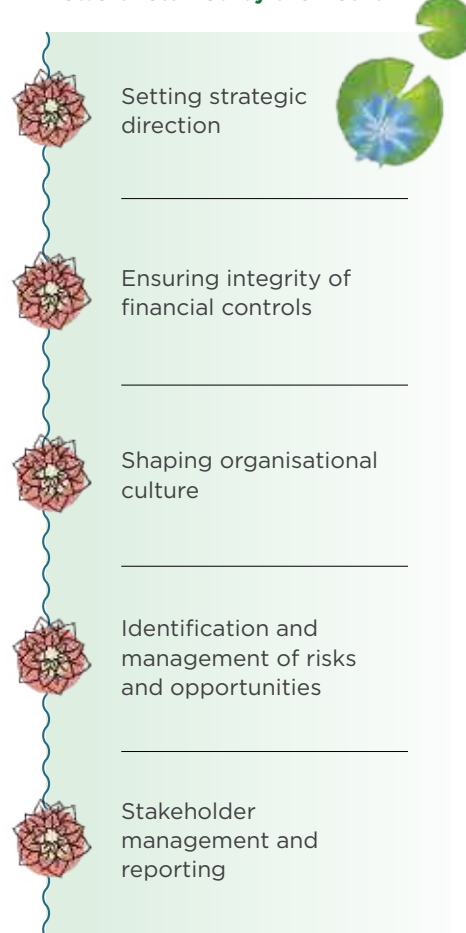 Setting strategic
direction
Ensuring integrity of
financial controls
Shaping organisational
culture
Identification and
management of risks
and opportunities
Stakeholder
management and
reporting